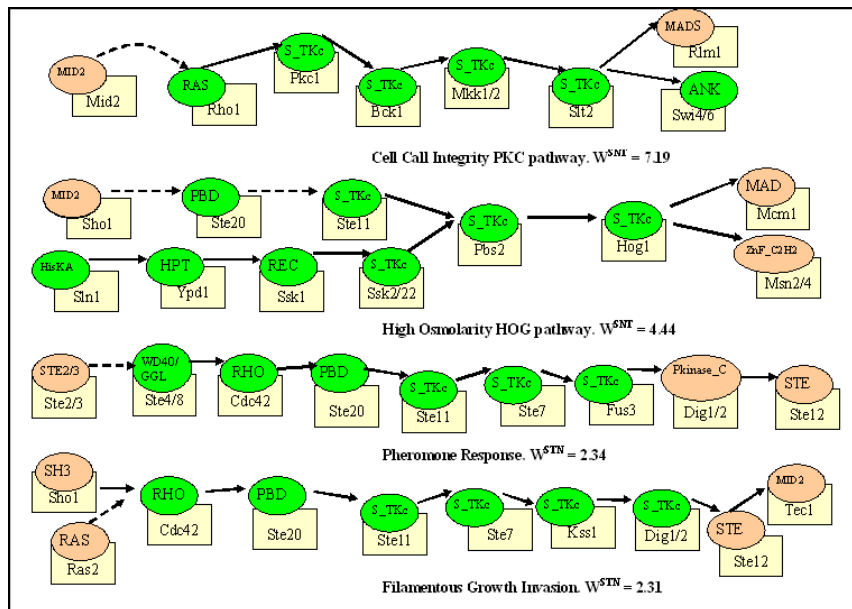 MADS
Rlm1
S_TKc
Pkc1
MID2
Mid2
RAS
Rho1
S_TKc
Bck1
S_TKc
Mkk1/2
S_TKc
Slt2
ANK
Swi4/6
Cell Call Integrity PKC pathway. W^SNT = 7.19
MID2
Sho1
PBD
Ste20
S_TKc
Ste11
MAD
Mcm1
S_TKc
Pbs2
S_TKc
Hog1
HisKA
Sln1
HPT
Ypd1
REC
Ssk1
S_TKc
Ssk2/22
ZnF_C2H2
Msn2/4
High Osmolarity HOG pathway. W^SNT = 4.44
STE2/3
Ste2/3
WD40/
GGL
Ste4/8
RHO
Cdc42
PBD
Ste20
S_TKc
Ste11
S_TKc
Ste7
S_TKc
Fus3
Pkinase_C
Dig1/2
STE
Ste12
Pheromone Response. W^STN = 2.34
SH3
Sho1
RAS
Ras2
RHO
Cdc42
PBD
Ste20
S_TKc
Ste11
S_TKc
Ste7
S_TKc
Kss1
S_TKc
Dig1/2
STE
Ste12
MID2
Tec1
Filamentous Growth Invasion. W^STN = 2.31